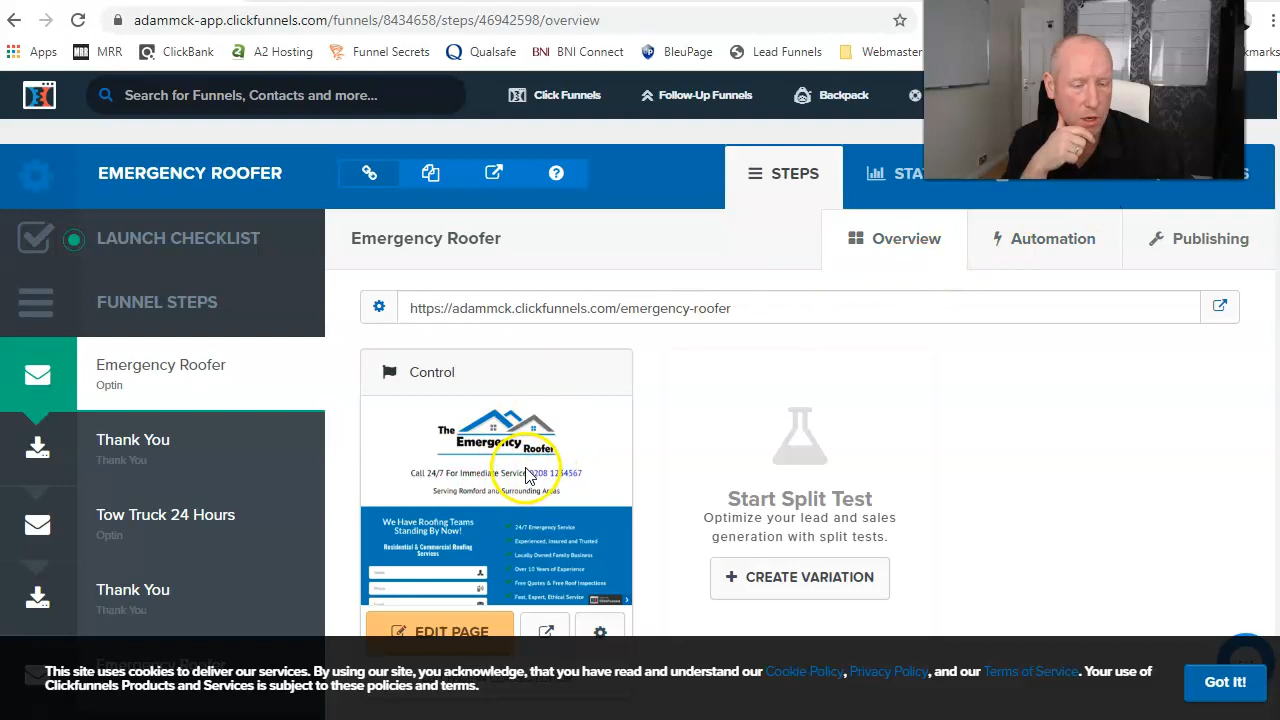 adammck-app.clickfunnels.com/funnels/8434658/steps/46942598/overview
Apps MRR ClickBank A2 Hosting Funnel Secrets Qualsafe BNI BNI Connect BleuPage Lead Funnels Webmaster
Search for Funnels, Contacts and more... Click Funnels Follow-Up Funnels Backpack
EMERGENCY ROOFER STEPS
LAUNCH CHECKLIST Emergency Roofer Overview Automation Publishing
FUNNEL STEPS https://adammck.clickfunnels.com/emergency-roofer
Emergency Roofer
Optin
Control
The
Emergency
Roofer
Call 24/7 For Immediate Service 0208 1234567
Serving Romford and Surrounding Areas
Thank You
Thank You
Tow Truck 24 Hours
Optin
Thank You
Thank You
We Have Roofing Teams
Standing By Now!
Residential & Commercial Roofing
Services
24/7 Emergency Service
Experienced, Insured and Trusted
Locally Owned Family Business
Over 10 Years of Experience
Free Quotes & Free Roof Inspections
Fast, Expert, Ethical Service
Start Split Test
Optimize your lead and sales
generation with split tests.
CREATE VARIATION
EDIT PAGE
This site uses cookies to deliver our services. By using our site, you acknowledge, that you have read and understand our Cookie Policy, Privacy Policy, and our Terms of Service. Your use of
Clickfunnels Products and Services is subject to these policies and terms.
Got It!